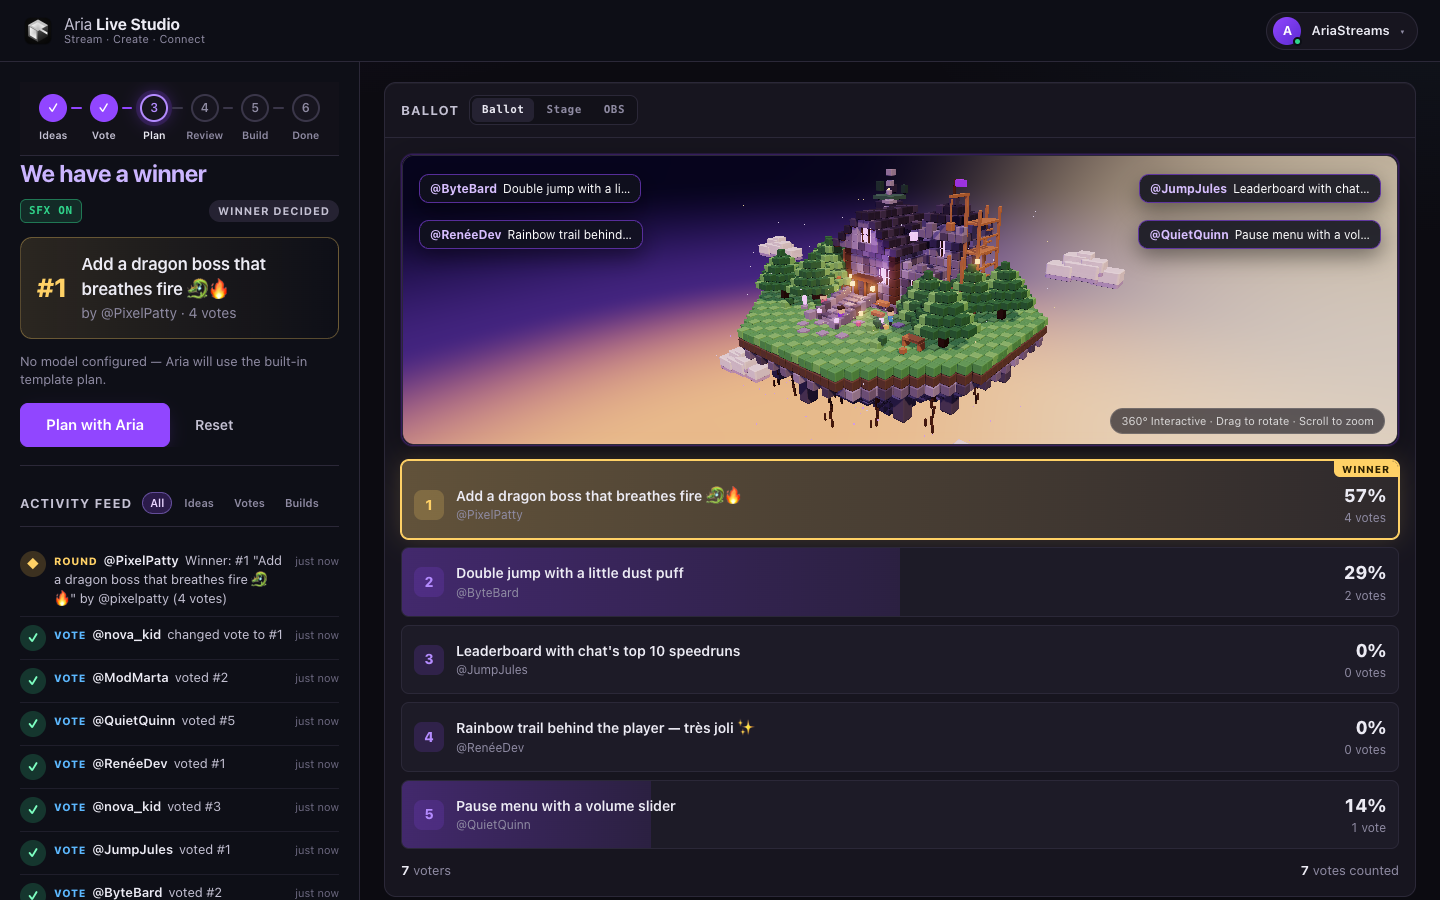 Aria Live Studio
Stream · Create · Connect
A
AriaStreams
3
4
5
6
Ideas
Vote
Plan
Review
Build
Done
We have a winner
SFX ON
WINNER DECIDED
#1
Add a dragon boss that
breathes fire 🐲🔥
by @PixelPatty · 4 votes
No model configured — Aria will use the built-in
template plan.
Plan with Aria
Reset
ACTIVITY FEED
All
Ideas
Votes
Builds
ROUND @PixelPatty Winner: #1 "Add just now
a dragon boss that breathes fire 🐲
🔥" by @pixelpatty (4 votes)
VOTE @nova_kid changed vote to #1 just now
VOTE @ModMarta voted #2 just now
VOTE @QuietQuinn voted #5 just now
VOTE @RenéeDev voted #1 just now
VOTE @nova_kid voted #3 just now
VOTE @JumpJules voted #1 just now
VOTE @ByteBard voted #2 just now
BALLOT
Ballot
Stage
OBS
@ByteBard Double jump with a li...
@RenéeDev Rainbow trail behind...
@JumpJules Leaderboard with chat...
@QuietQuinn Pause menu with a vol...
360° Interactive · Drag to rotate · Scroll to zoom
WINNER
1
Add a dragon boss that breathes fire 🐲🔥
@PixelPatty
57%
4 votes
2
Double jump with a little dust puff
@ByteBard
29%
2 votes
3
Leaderboard with chat's top 10 speedruns
@JumpJules
0%
0 votes
4
Rainbow trail behind the player — très joli ✨
@RenéeDev
0%
0 votes
5
Pause menu with a volume slider
@QuietQuinn
14%
1 vote
7 voters
7 votes counted